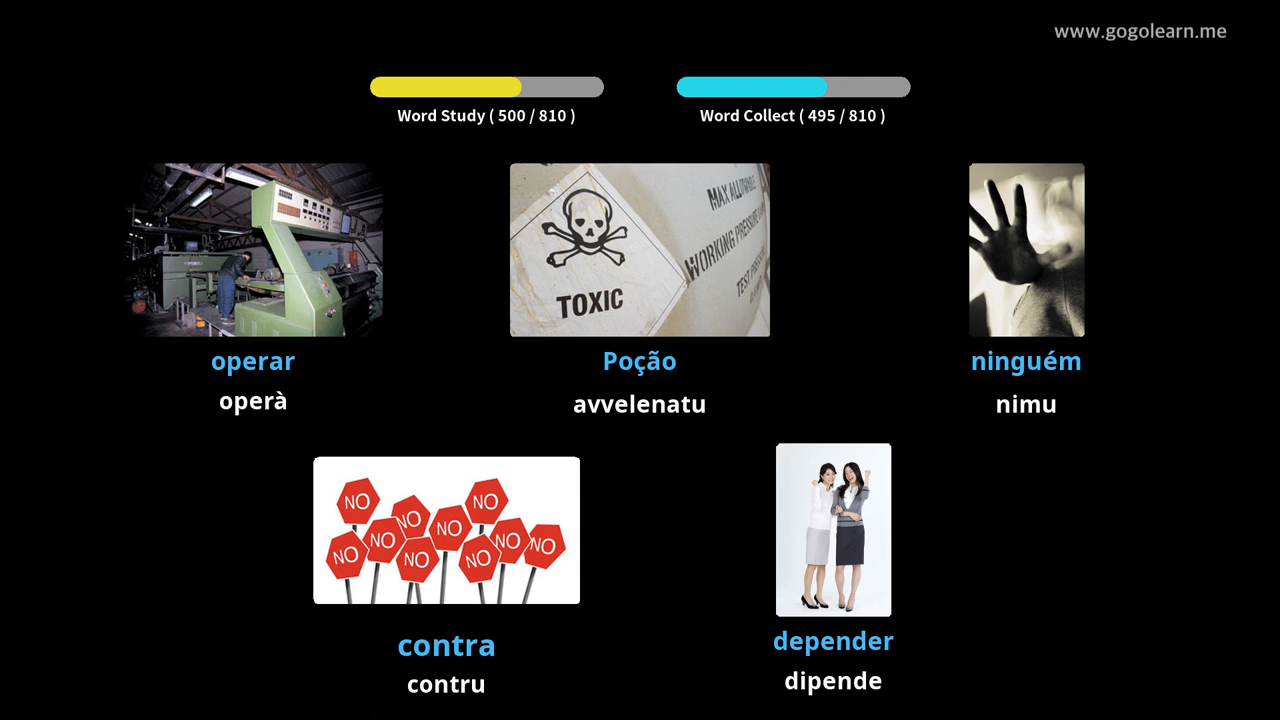 www.gogolearn.me
Word Study ( 500 / 810 )
Word Collect ( 495 / 810 )
TOXIC
MAX ALLOWABLE
WORKING PRESSURE
TEST
operar
operà
Poção
avvelenatu
ninguém
nimu
NO
NO
NO
NO
NO
NO
NO
NO
NO
NO
contra
contru
depender
dipende